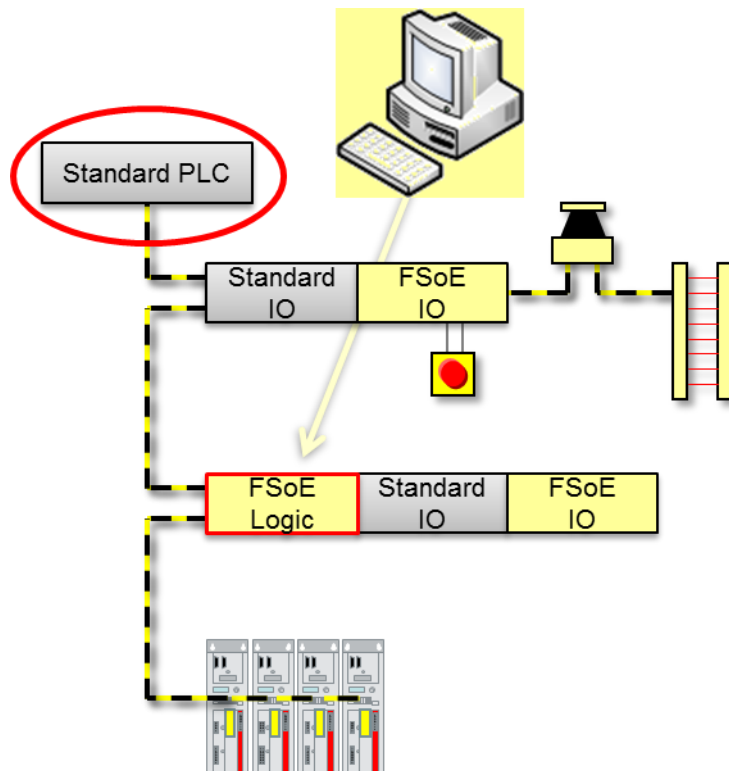 Standard PLC
Standard
IO
FSoE
IO
FSoE
Logic
Standard
IO
FSoE
IO